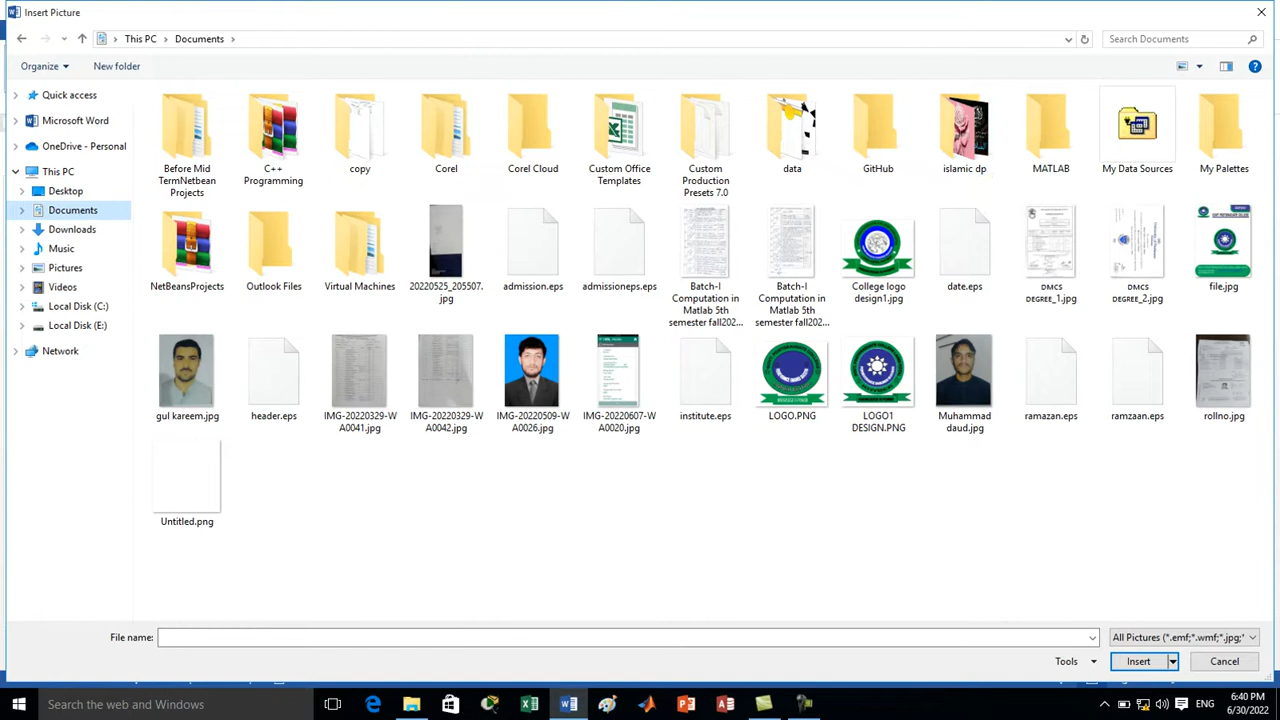 Insert Picture
This PC
Documents
Search Documents
Organize
New folder
Quick access
Microsoft Word
OneDrive - Personal
This PC
Desktop
Documents
Downloads
Music
Pictures
Videos
Local Disk (C:)
Local Disk (E:)
Network
Before Mid
TermNetbean
Projects
C++
Programming
copy
Corel
Corel Cloud
Custom Office
Templates
Custom
Production
Presets 7.0
data
GitHub
islamic dp
MATLAB
My Data Sources
My Palettes
NetBeansProjects
Outlook Files
Virtual Machines
20220525_205507.
jpg
admission.eps
admissioneps.eps
Batch-I
Computation in
Matlab 5th
semester fall202...
Batch-I
Computation in
Matlab 5th
semester fall202...
College logo
design1.jpg
date.eps
DMCS
DEGREE_1.jpg
DMCS
DEGREE_2.jpg
file.jpg
gul kareem.jpg
header.eps
IMG-20220329-W
A0041.jpg
IMG-20220329-W
A0042.jpg
IMG-20220509-W
A0026.jpg
IMG-20220607-W
A0020.jpg
institute.eps
LOGO.PNG
LOGO1
DESIGN.PNG
Muhammad
daud.jpg
ramazan.eps
ramzaan.eps
rollno.jpg
Untitled.png
File name:
All Pictures (*.emf;*.wmf;*.jpg;*
Tools
Insert
Cancel
Search the web and Windows
ENG
6:40 PM
6/30/2022